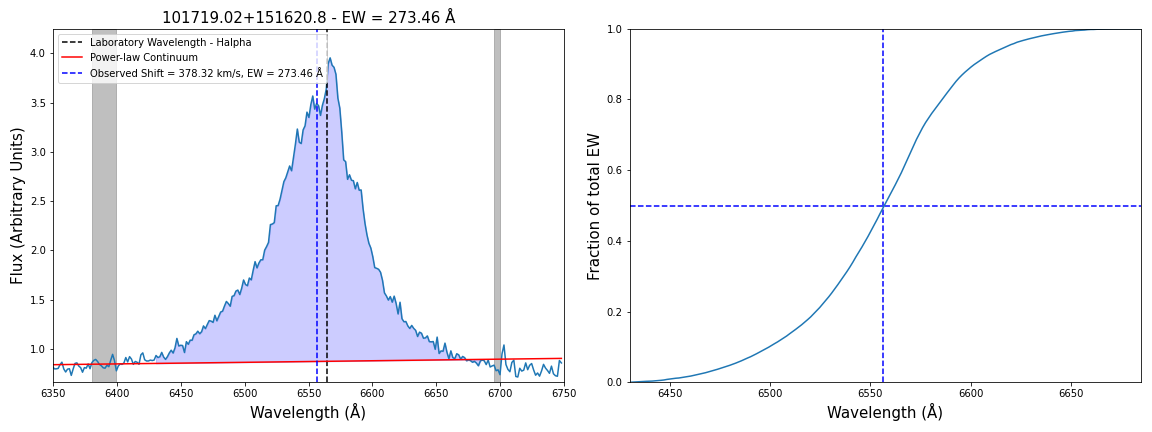 101719.02+151620.8 - EW = 273.46 Å
Laboratory Wavelength - Halpha
Power-law Continuum
Observed Shift = 378.32 km/s, EW = 273.46 Å
Flux (Arbitrary Units)
4.0
3.5
3.0
2.5
2.0
1.5
1.0
6350 6400 6450 6500 6550 6600 6650 6700 6750
Wavelength (Å)
Fraction of total EW
1.0
0.8
0.6
0.4
0.2
0.0
6450 6500 6550 6600 6650
Wavelength (Å)